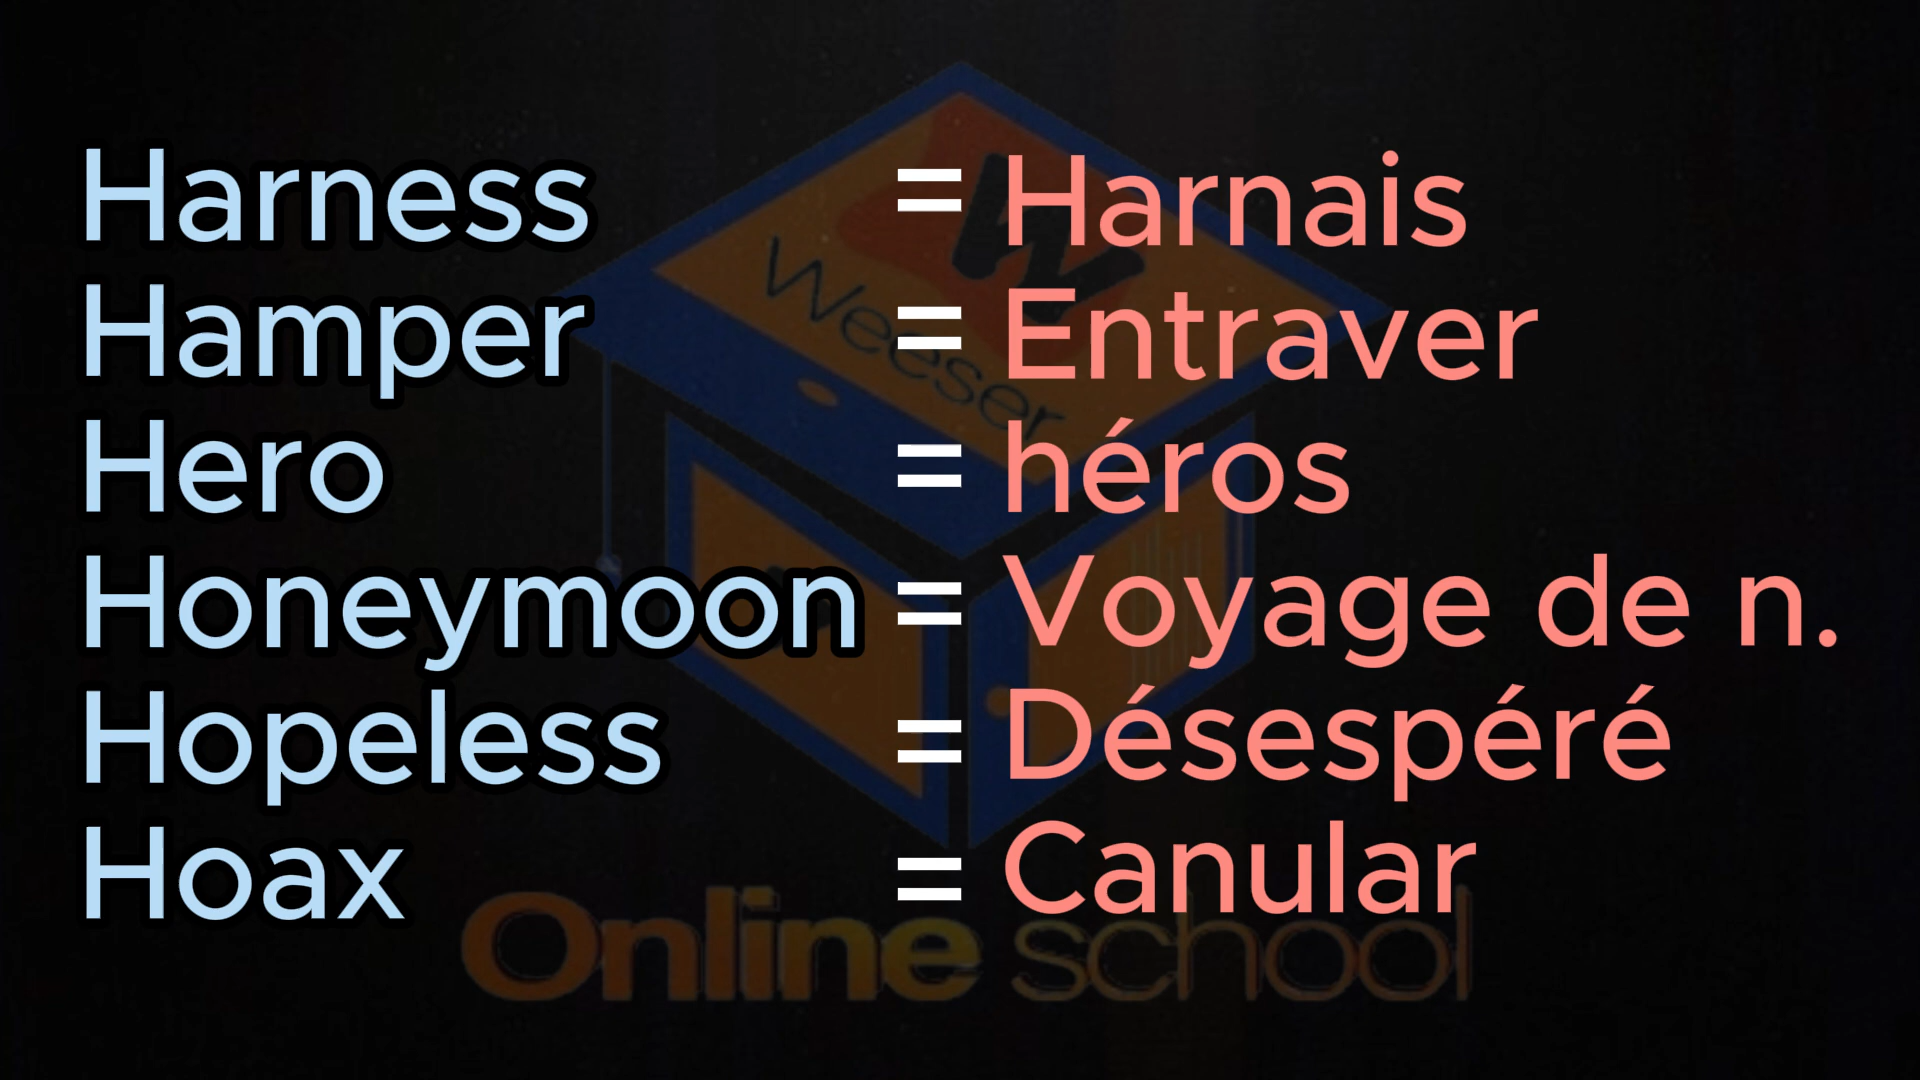 Harness = Harnais
Hamper = Entraver
Hero = héros
Honeymoon = Voyage de n.
Hopeless = Désespéré
Hoax = Canular
W
Weeser
Online school